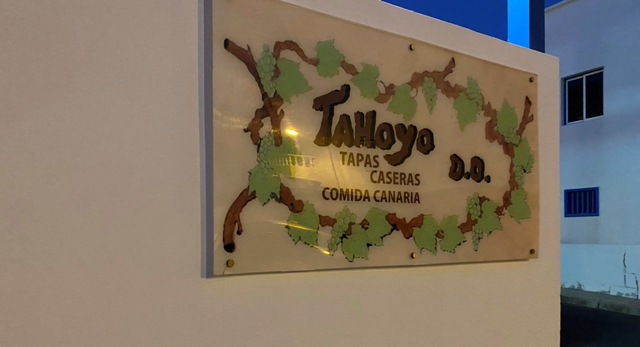 TAHOYO
D.O.
TAPAS
CASERAS
COMIDA CANARIA